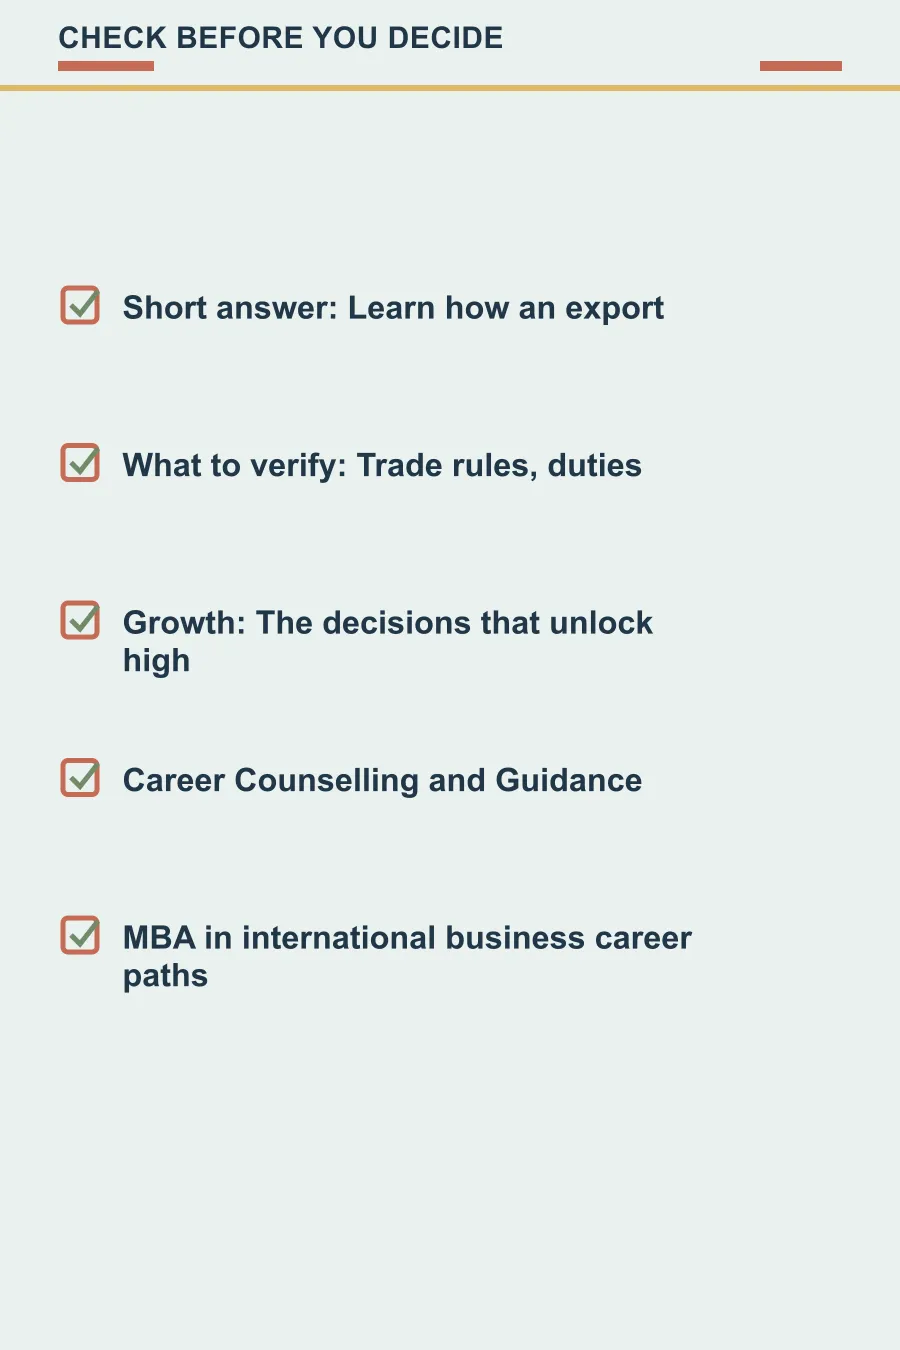 CHECK BEFORE YOU DECIDE
Short answer: Learn how an export
What to verify: Trade rules, duties
Growth: The decisions that unlock
high
Career Counselling and Guidance
MBA in international business career
paths